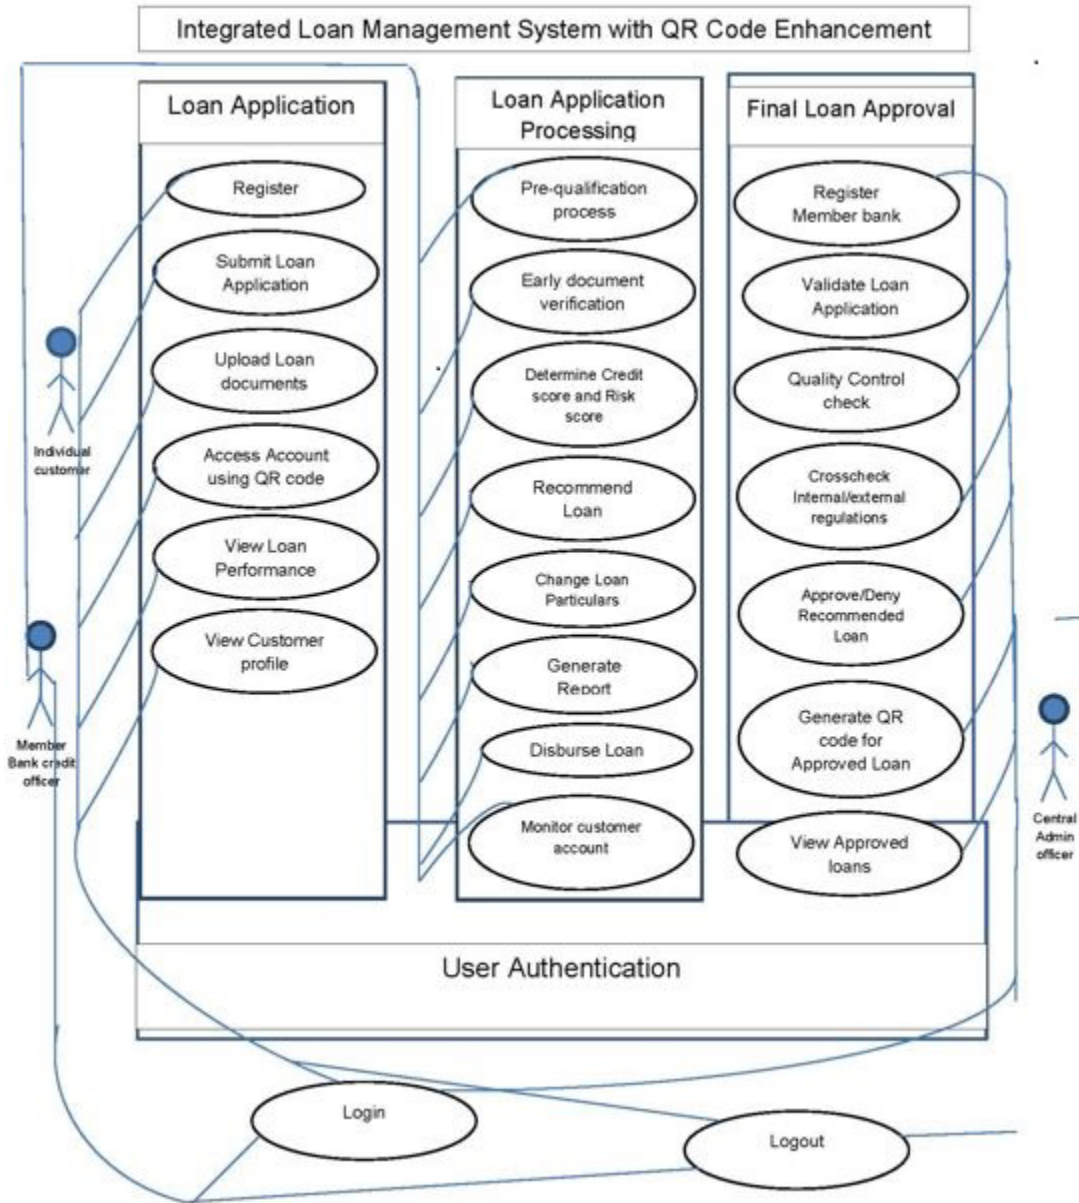 Integrated Loan Management System with QR Code Enhancement
Loan Application
Register
Submit Loan
Application
Upload Loan
documents
Access Account
using QR code
View Loan
Performance
View Customer
profile
Loan Application
Processing
Pre-qualification
process
Early document
verification
Determine Credit
score and Risk
score
Recommend
Loan
Change Loan
Particulars
Generate
Report
Disburse Loan
Monitor customer
account
Final Loan Approval
Register
Member bank
Validate Loan
Application
Quality Control
check
Crosscheck
Internal/external
regulations
Approve/Deny
Recommended
Loan
Generate QR
code for
Approved Loan
View Approved
loans
Individual
customer
Member
Bank credit
officer
Central
Admin
officer
User Authentication
Login
Logout